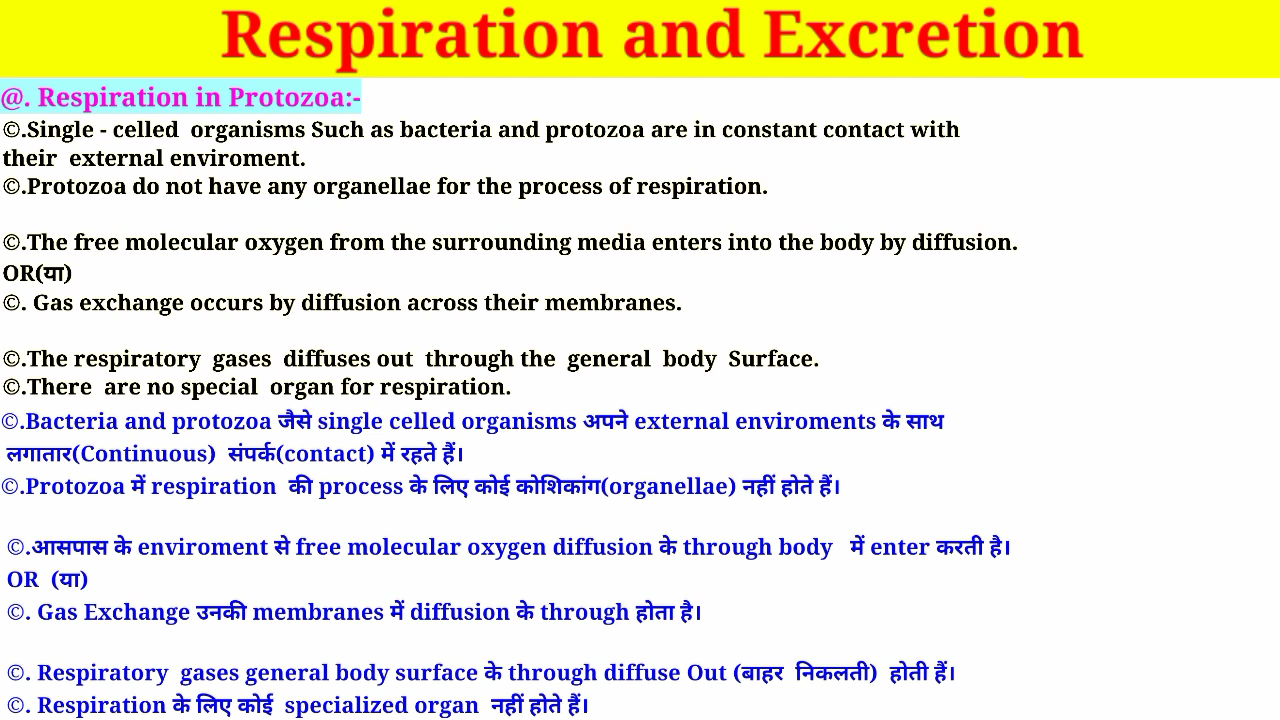 Respiration and Excretion
@. Respiration in Protozoa:-
©.Single - celled organisms Such as bacteria and protozoa are in constant contact with
their external enviroment.
©.Protozoa do not have any organellae for the process of respiration.
©.The free molecular oxygen from the surrounding media enters into the body by diffusion.
OR(या)
©. Gas exchange occurs by diffusion across their membranes.
©.The respiratory gases diffuses out through the general body Surface.
©.There are no special organ for respiration.
©.Bacteria and protozoa जैसे single celled organisms अपने external enviroments के साथ
लगातार(Continuous) संपर्क(contact) में रहते हैं।
©.Protozoa में respiration की process के लिए कोई कोशिकांग(organellae) नहीं होते हैं।
©.आसपास के enviroment से free molecular oxygen diffusion के through body में enter करती है।
OR (या)
©. Gas Exchange उनकी membranes में diffusion के through होता है।
©. Respiratory gases general body surface के through diffuse Out (बाहर निकलती) होती हैं।
©. Respiration के लिए कोई specialized organ नहीं होते हैं।